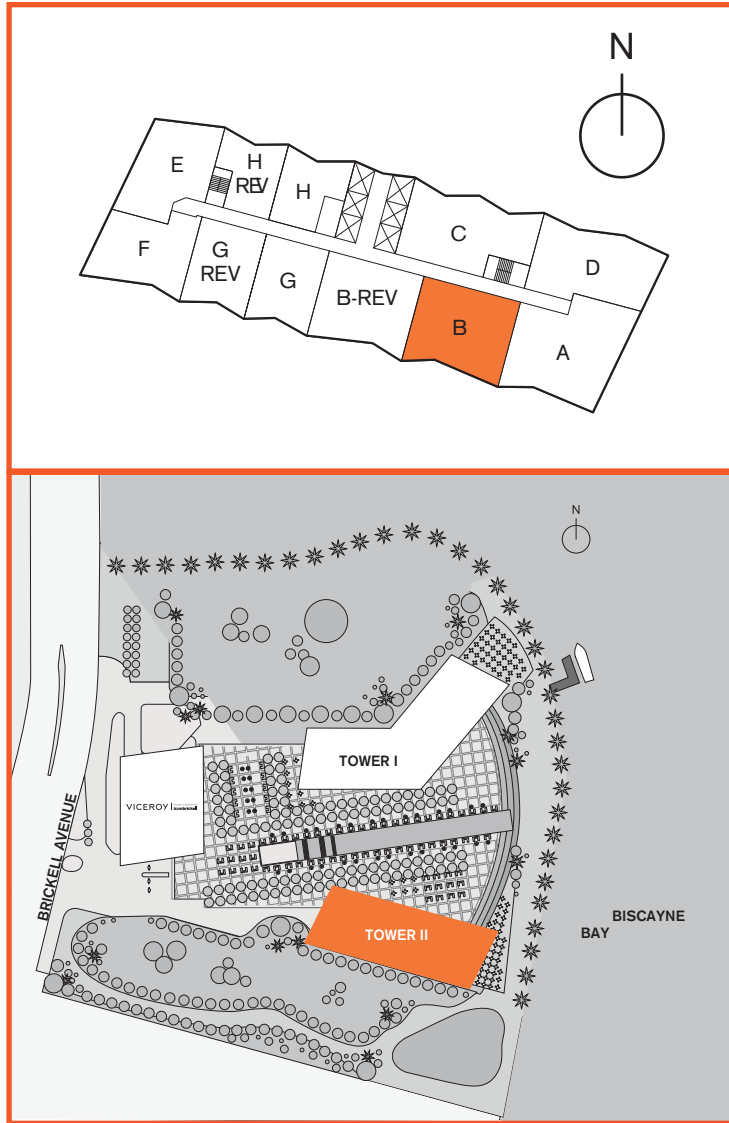 N
E
H
REV
H
C
D
F
G
REV
G
B-REV
B
A
N
TOWER I
VICEROY
BRICKELL AVENUE
TOWER II
BISCAYNE
BAY